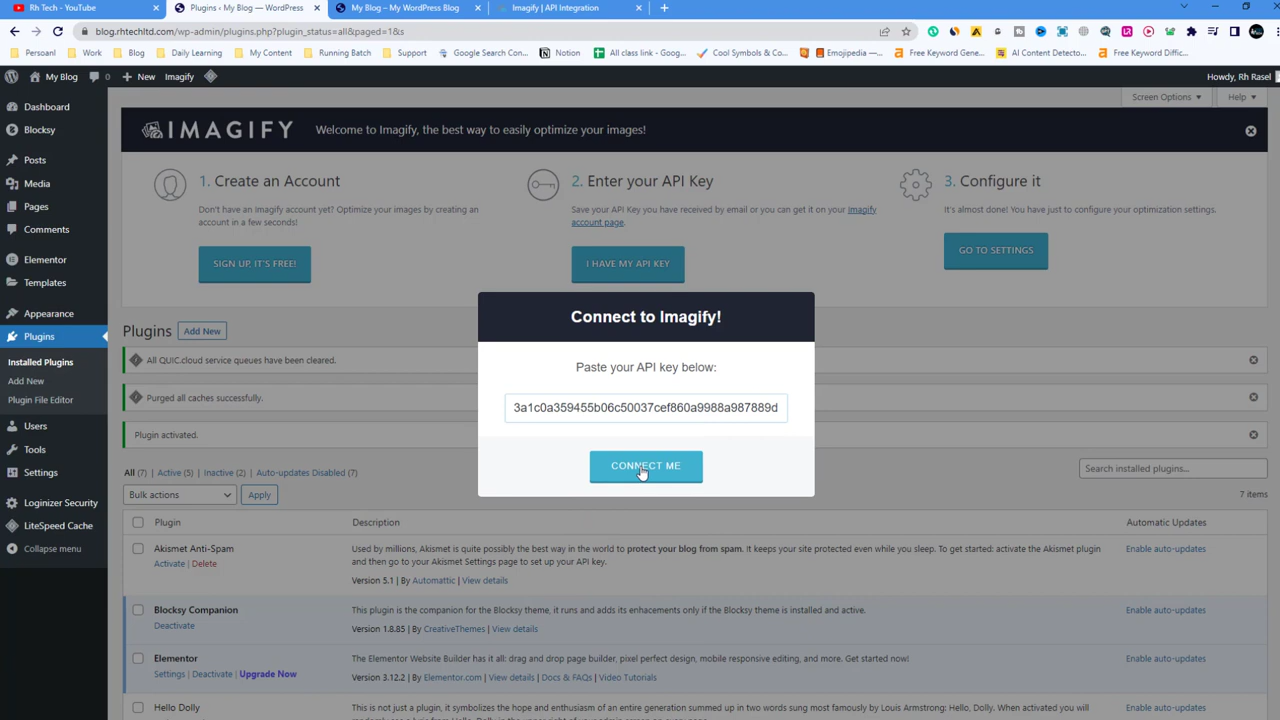 Rh Tech - YouTube
Plugins ‹ My Blog — WordPress
My Blog – My WordPress Blog
Imagify | API Integration
blog.rhtechltd.com/wp-admin/plugins.php?plugin_status=all&paged=1&s
Persoanl
Work
Blog
Daily Learning
My Content
Running Batch
Support
Google Search Con...
Notion
All class link - Goog...
Cool Symbols & Co...
Emojipedia —...
Free Keyword Gene...
AI Content Detecto...
Free Keyword Diffic...
My Blog
0
New
Imagify
Howdy, Rh Rasel
Screen Options
Help
Dashboard
Blocksy
Posts
Media
Pages
Comments
Elementor
Templates
Appearance
Plugins
Installed Plugins
Add New
Plugin File Editor
Users
Tools
Settings
Loginizer Security
LiteSpeed Cache
Collapse menu
IMAGIFY
Welcome to Imagify, the best way to easily optimize your images!
1. Create an Account
Don't have an Imagify account yet? Optimize your images by creating an
account in a few seconds!
SIGN UP, IT'S FREE!
2. Enter your API Key
Save your API Key you have received by email or you can get it on your Imagify
account page.
I HAVE MY API KEY
3. Configure it
It's almost done! You have just to configure your optimization settings.
GO TO SETTINGS
Connect to Imagify!
Paste your API key below:
3a1c0a359455b06c50037cef860a9988a987889d
CONNECT ME
Plugins
Add New
All QUIC.cloud service queues have been cleared.
Purged all caches successfully.
Plugin activated.
All (7) | Active (5) | Inactive (2) | Auto-updates Disabled (7)
Search installed plugins...
Bulk actions
Apply
7 items
Plugin
Description
Automatic Updates
Akismet Anti-Spam
Activate | Delete
Used by millions, Akismet is quite possibly the best way in the world to protect your blog from spam. It keeps your site protected even while you sleep. To get started: activate the Akismet plugin
and then go to your Akismet Settings page to set up your API key.
Version 5.1 | By Automattic | View details
Enable auto-updates
Blocksy Companion
Deactivate
This plugin is the companion for the Blocksy theme, it runs and adds its enhacements only if the Blocksy theme is installed and active.
Version 1.8.85 | By CreativeThemes | View details
Enable auto-updates
Elementor
Settings | Deactivate | Upgrade Now
The Elementor Website Builder has it all: drag and drop page builder, pixel perfect design, mobile responsive editing, and more. Get started now!
Version 3.12.2 | By Elementor.com | View details | Docs & FAQs | Video Tutorials
Enable auto-updates
Hello Dolly
This is not just a plugin, it symbolizes the hope and enthusiasm of an entire generation summed up in two words sung most famously by Louis Armstrong: Hello, Dolly. When activated you will
Enable auto-updates